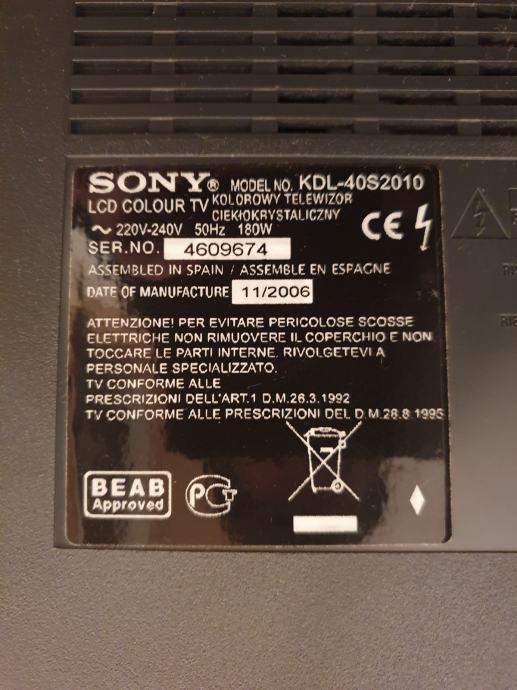 SONY® MODEL NO. KDL-40S2010
LCD COLOUR TV KOLOROWY TELEWIZOR
CIEKŁOKRYSTALICZNY
~ 220V-240V 50Hz 180W
CE
SER.NO. 4609674
ASSEMBLED IN SPAIN / ASSEMBLE EN ESPAGNE
DATE OF MANUFACTURE 11/2006
ATTENZIONE! PER EVITARE PERICOLOSE SCOSSE
ELETTRICHE NON RIMUOVERE IL COPERCHIO E NON
TOCCARE LE PARTI INTERNE. RIVOLGETEVI A
PERSONALE SPECIALIZZATO.
TV CONFORME ALLE
PRESCRIZIONI DELL'ART.1 D.M.26.3.1992
TV CONFORME ALLE PRESCRIZIONI DEL D.M.28.8 1995
BEAB
Approved